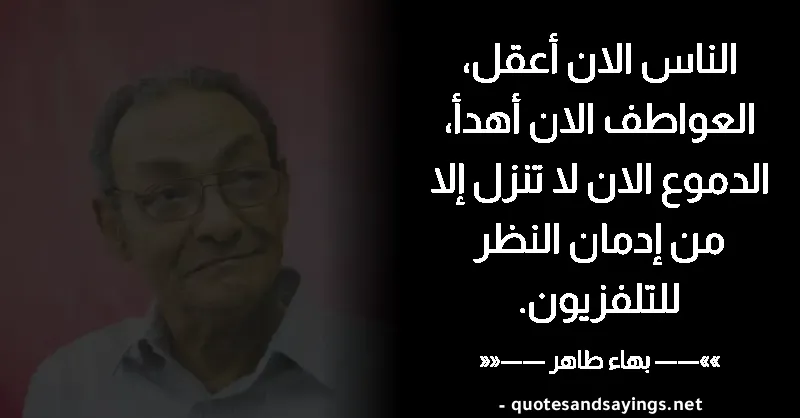 الناس الان أعقل،
العواطف الان أهدأ،
الدموع الان لا تنزل إلا
من إدمان النظر
للتلفزيون.
»»—— بهاء طاهر ——««
- quotesandsayings.net